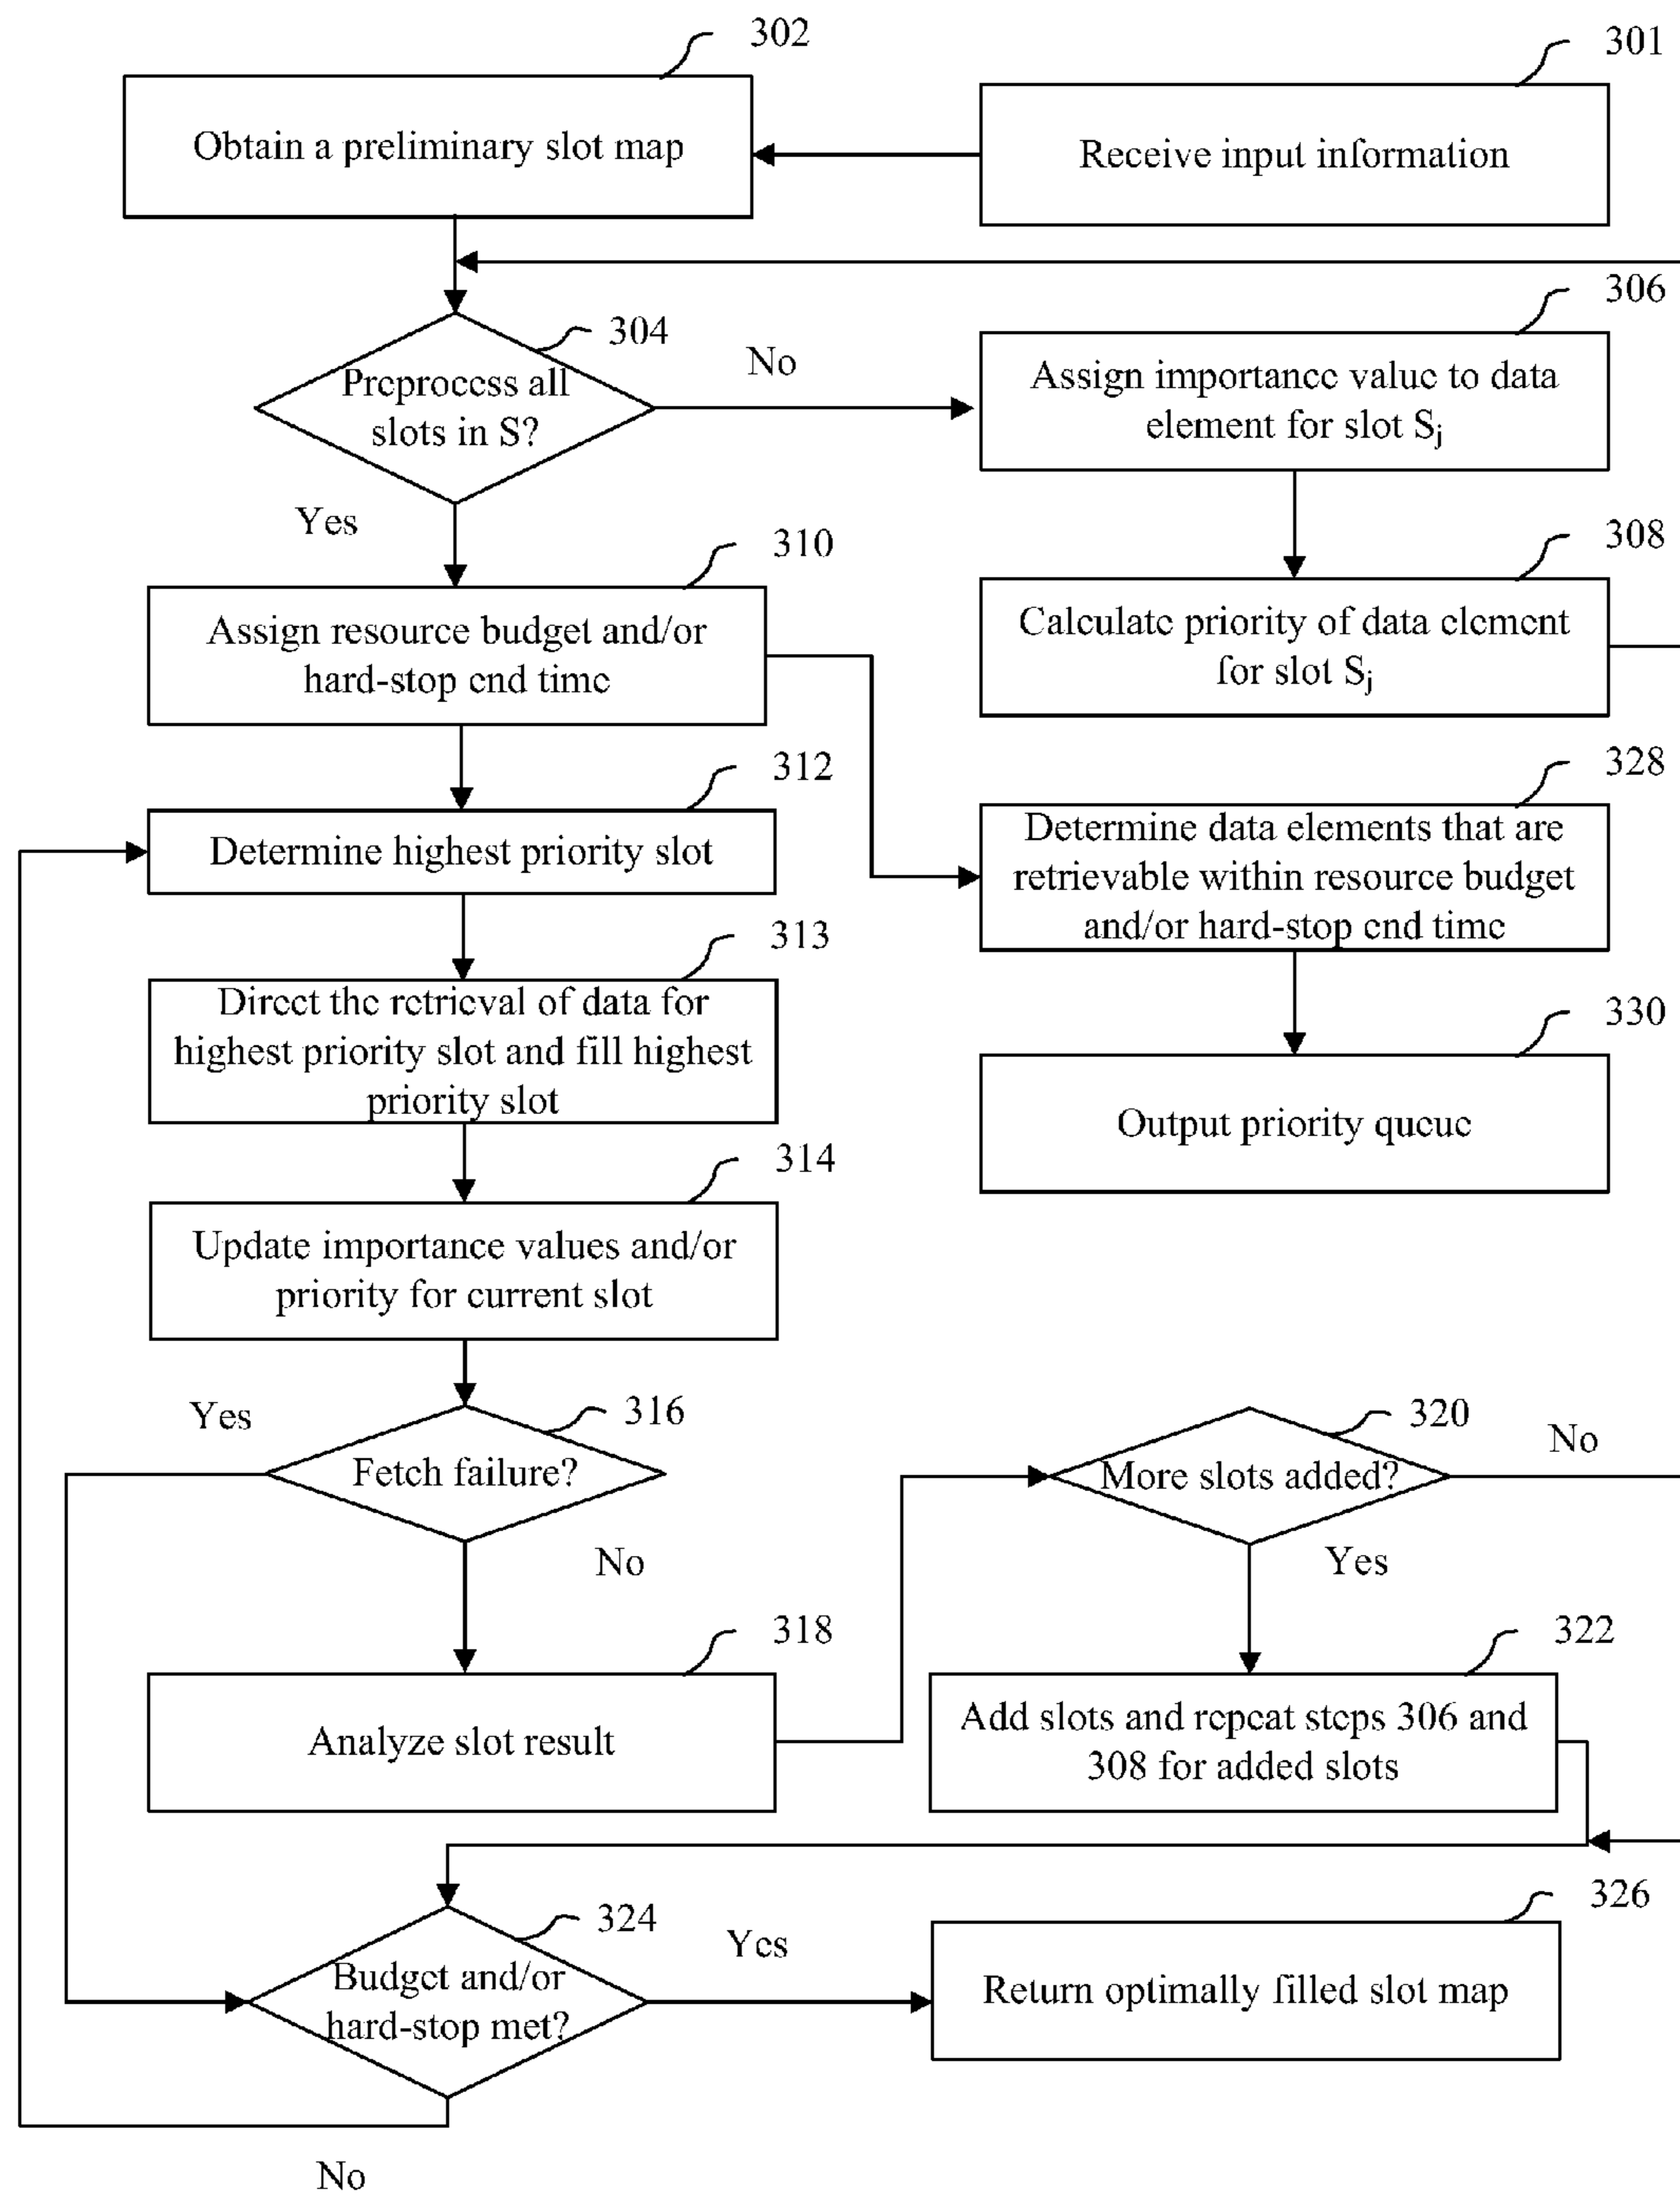 302
301
Obtain a preliminary slot map
Receive input information
304
306
Preprocess all
slots in S?
No
Assign importance value to data
element for slot Sj
Yes
310
308
Assign resource budget and/or
hard-stop end time
Calculate priority of data element
for slot Sj
312
328
Determine highest priority slot
Determine data elements that are
retrievable within resource budget
and/or hard-stop end time
313
Direct the retrieval of data for
highest priority slot and fill highest
priority slot
330
Output priority queue
314
Update importance values and/or
priority for current slot
Yes
316
Fetch failure?
No
320
More slots added?
No
Yes
318
Analyze slot result
322
Add slots and repeat steps 306 and
308 for added slots
324
Budget and/or
hard-stop met?
Yes
326
Return optimally filled slot map
No